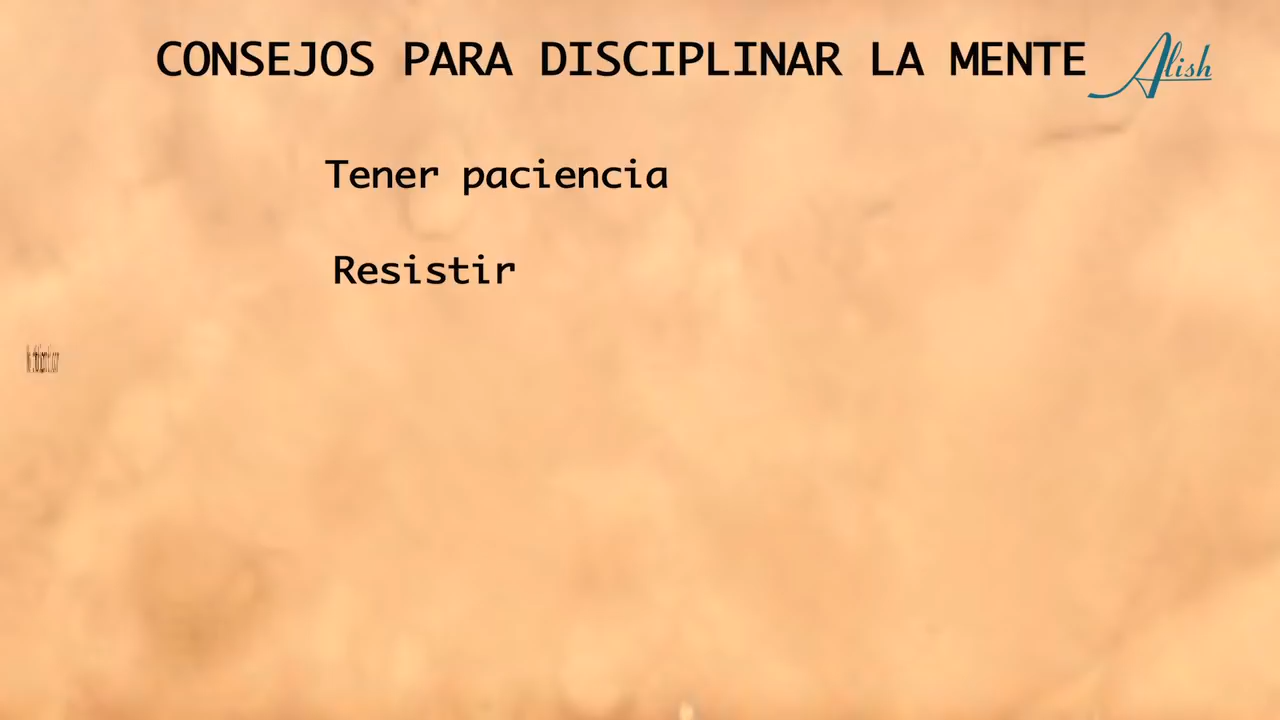 CONSEJOS PARA DISCIPLINAR LA MENTE
Alish
Tener paciencia
Resistir